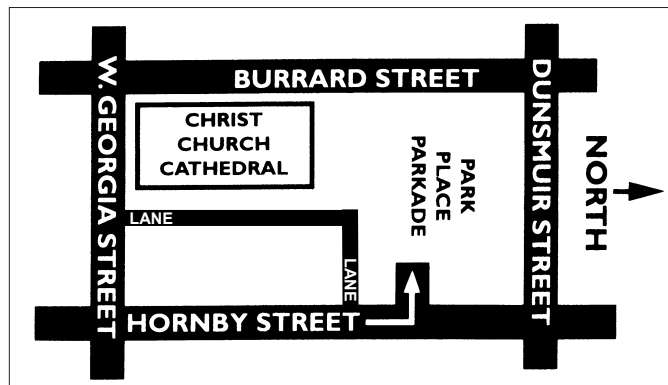 BURRARD STREET
W. GEORGIA STREET
DUNSMUIR STREET
CHRIST
CHURCH
CATHEDRAL
PARK
PLACE
PARKADE
NORTH
LANE
LANE
HORNBY STREET